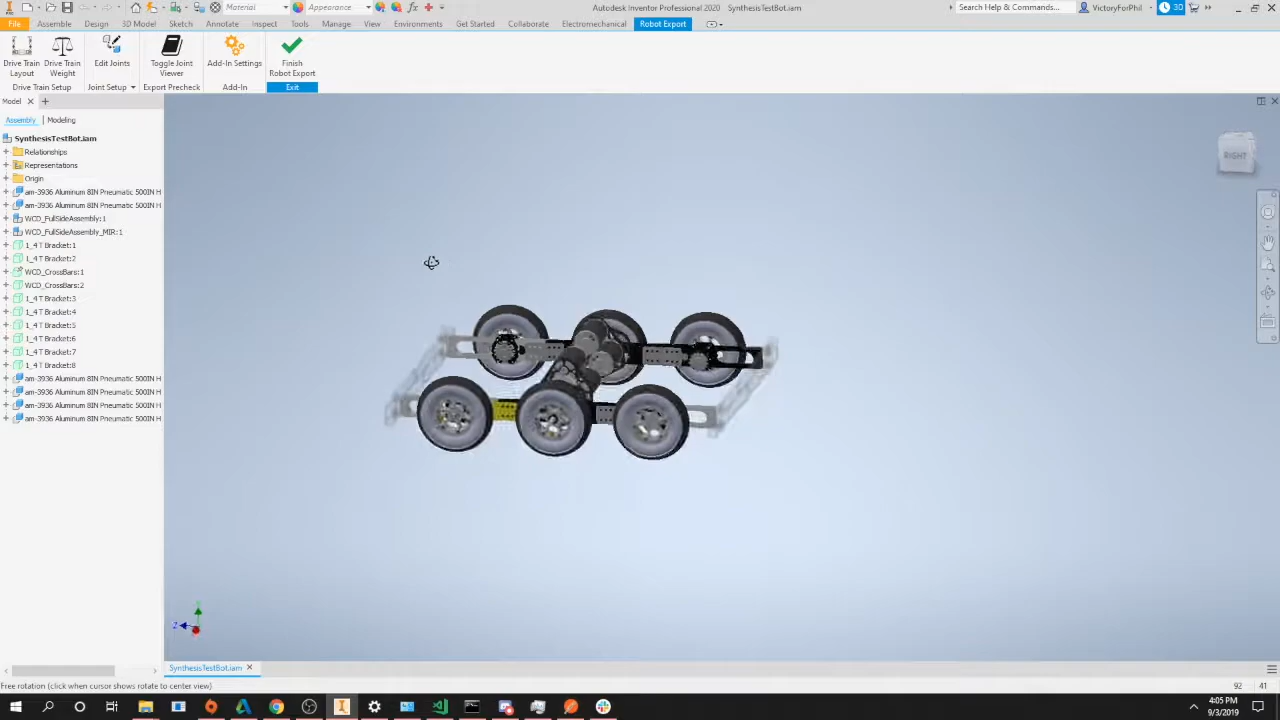 Material
Appearance
Autodesk Inventor Professional 2020 SynthesisTestBot.iam
Search Help & Commands...
VictoryForPhil
30
File Assembly Design 3D Model Sketch Annotate Inspect Tools Manage View Environments Get Started Collaborate Electromechanical Robot Export
Drive Train Layout
Drive Train Weight
Edit Joints
Toggle Joint Viewer
Add-In Settings
Finish Robot Export
Drive Train Setup Joint Setup Export Precheck Add-In Exit
Model
Assembly Modeling
SynthesisTestBot.iam
Relationships
Representations
Origin
am-3936 Aluminum 8IN Pneumatic 500IN H
am-3936 Aluminum 8IN Pneumatic 500IN H
WCD_FullSideAssembly:1
WCD_FullSideAssembly_MIR:1
1_4 T Bracket:1
1_4 T Bracket:2
WCD_CrossBars:1
WCD_CrossBars:2
1_4 T Bracket:3
1_4 T Bracket:4
1_4 T Bracket:5
1_4 T Bracket:6
1_4 T Bracket:7
1_4 T Bracket:8
am-3936 Aluminum 8IN Pneumatic 500IN H
am-3936 Aluminum 8IN Pneumatic 500IN H
am-3936 Aluminum 8IN Pneumatic 500IN H
am-3936 Aluminum 8IN Pneumatic 500IN H
RIGHT
Z
SynthesisTestBot.iam
Free rotation (click when cursor shows rotate to center view)
92 41
4:05 PM
9/3/2019